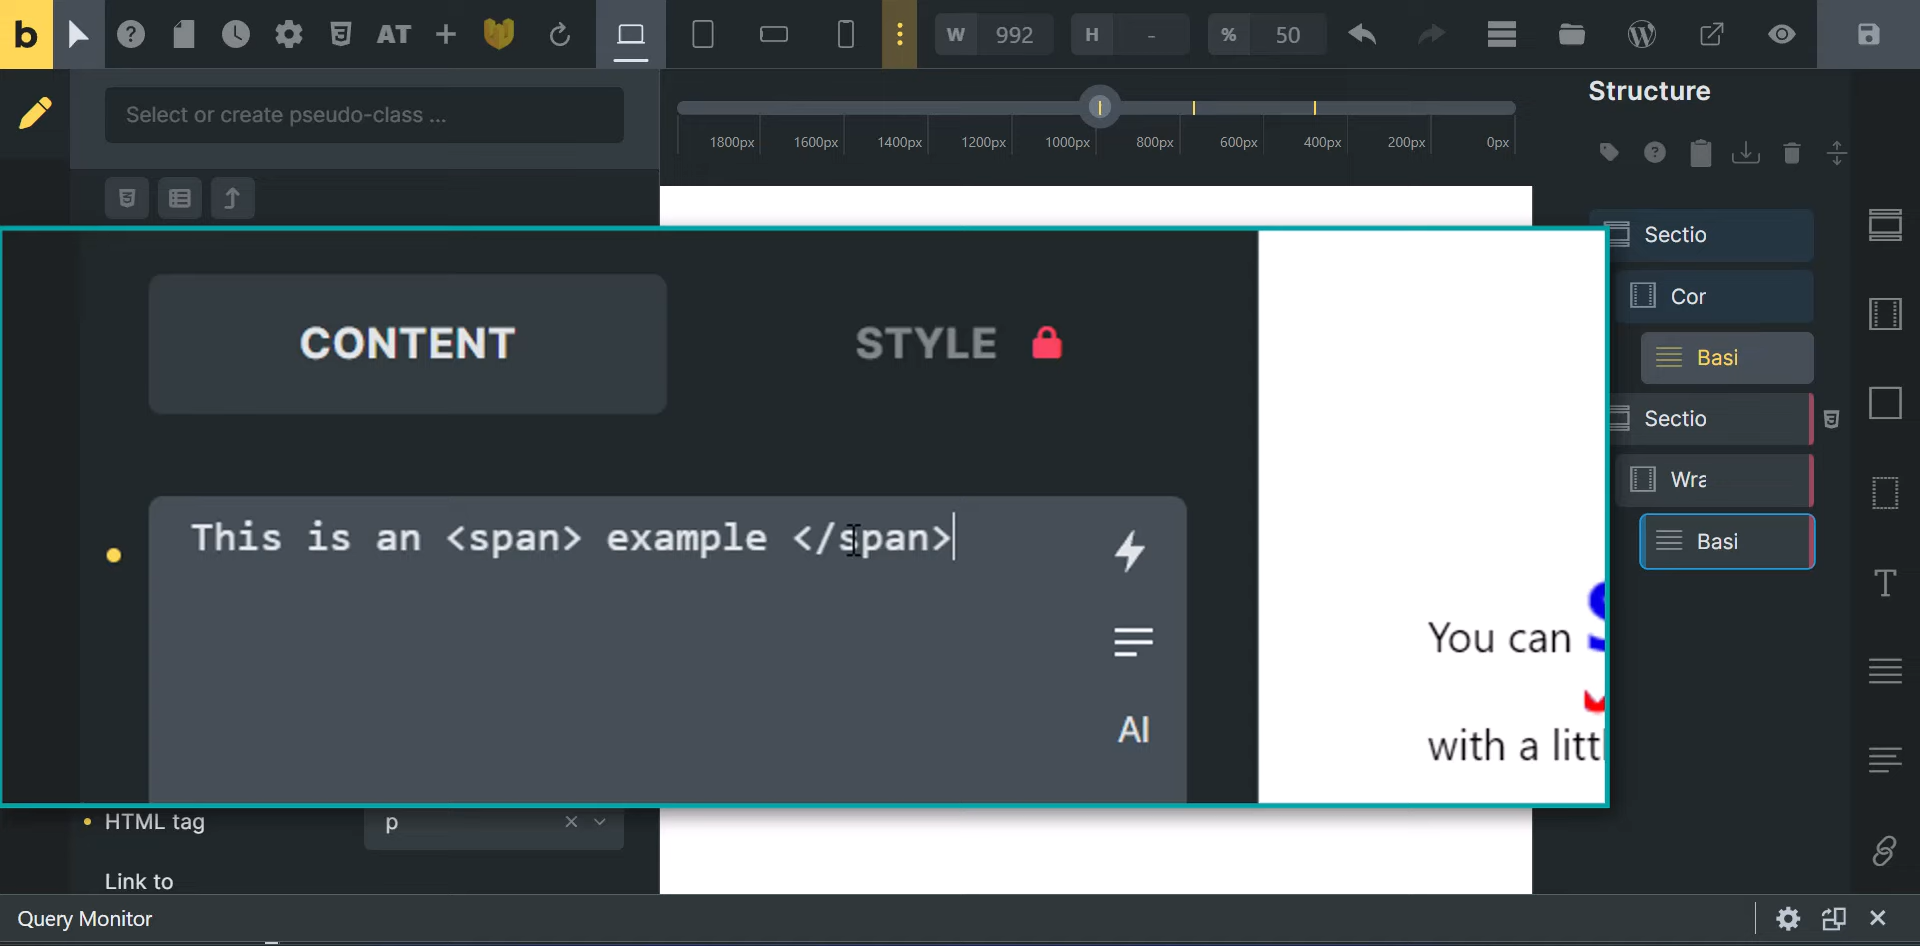 b
AT
W 992
H -
% 50
Select or create pseudo-class ...
1800px 1600px 1400px 1200px 1000px 800px 600px 400px 200px 0px
Structure
Sectio
Cor
Basi
Sectio
Wra
Basi
CONTENT
STYLE
This is an <span> example </span>
AI
You can
with a littl
HTML tag
p
Link to
Query Monitor